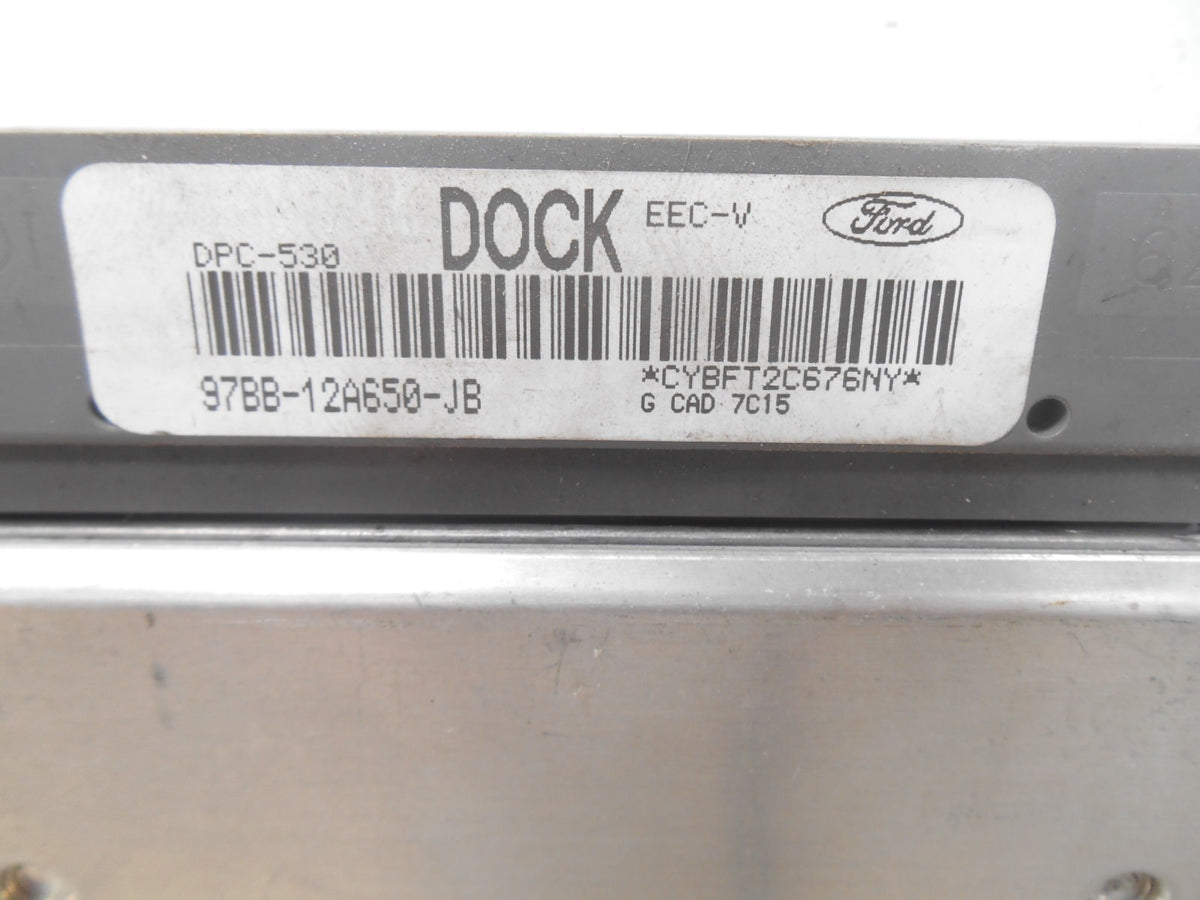 DOCK EEC-V Ford
DPC-530
*CYBFT2C676NY*
97BB-12A650-JB
G CAD 7C15